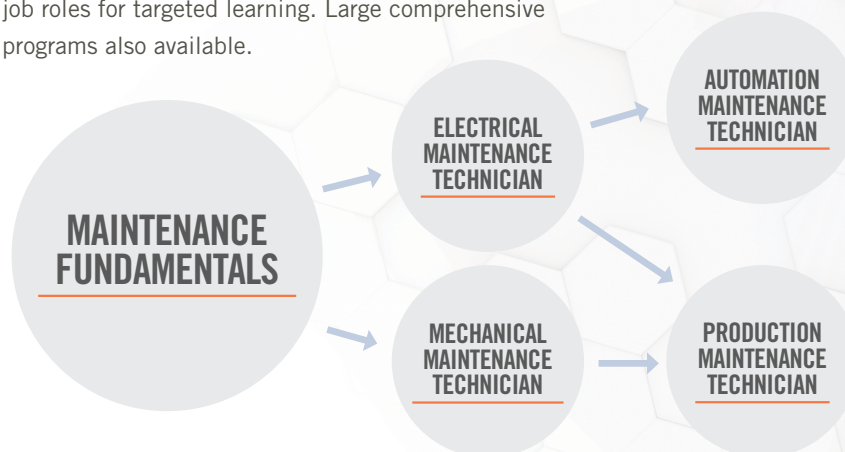 job roles for targeted learning. Large comprehensive
programs also available.
MAINTENANCE
FUNDAMENTALS
ELECTRICAL
MAINTENANCE
TECHNICIAN
MECHANICAL
MAINTENANCE
TECHNICIAN
AUTOMATION
MAINTENANCE
TECHNICIAN
PRODUCTION
MAINTENANCE
TECHNICIAN